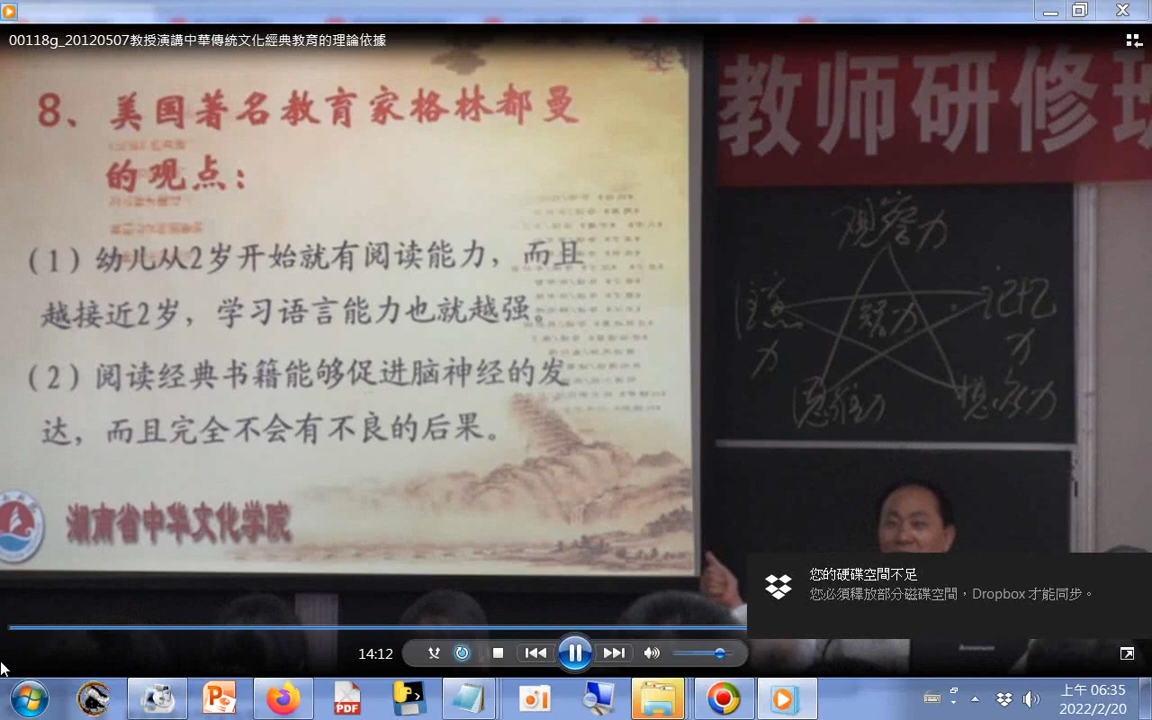 00118g_20120507教授演講中華傳統文化經典教育的理論依據
8、美国著名教育家格林都曼
的观点：
（1）幼儿从2岁开始就有阅读能力，而且
越接近2岁，学习语言能力也就越强。
（2）阅读经典书籍能够促进脑神经的发
达，而且完全不会有不良的后果。
湖南省中华文化学院
教师研修班
观察力
注意力
记忆力
智力
思维力
想象力
您的硬碟空間不足
您必須釋放部分磁碟空間，Dropbox 才能同步。
14:12
PDF
上午 06:35
2022/2/20